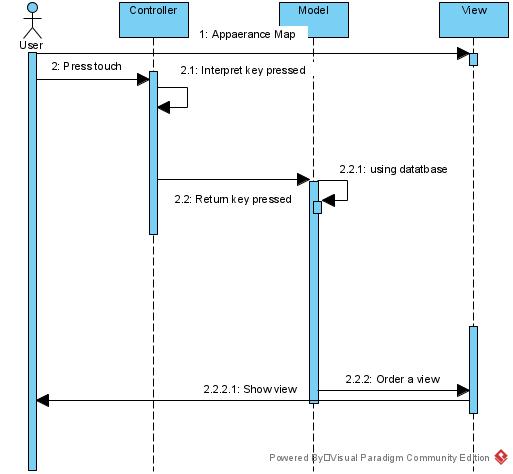 Controller
Model
View
User
1: Appaerance Map
2: Press touch
2.1: Interpret key pressed
2.2.1: using datatbase
2.2: Return key pressed
2.2.2: Order a view
2.2.2.1: Show view
Powered By Visual Paradigm Community Edition